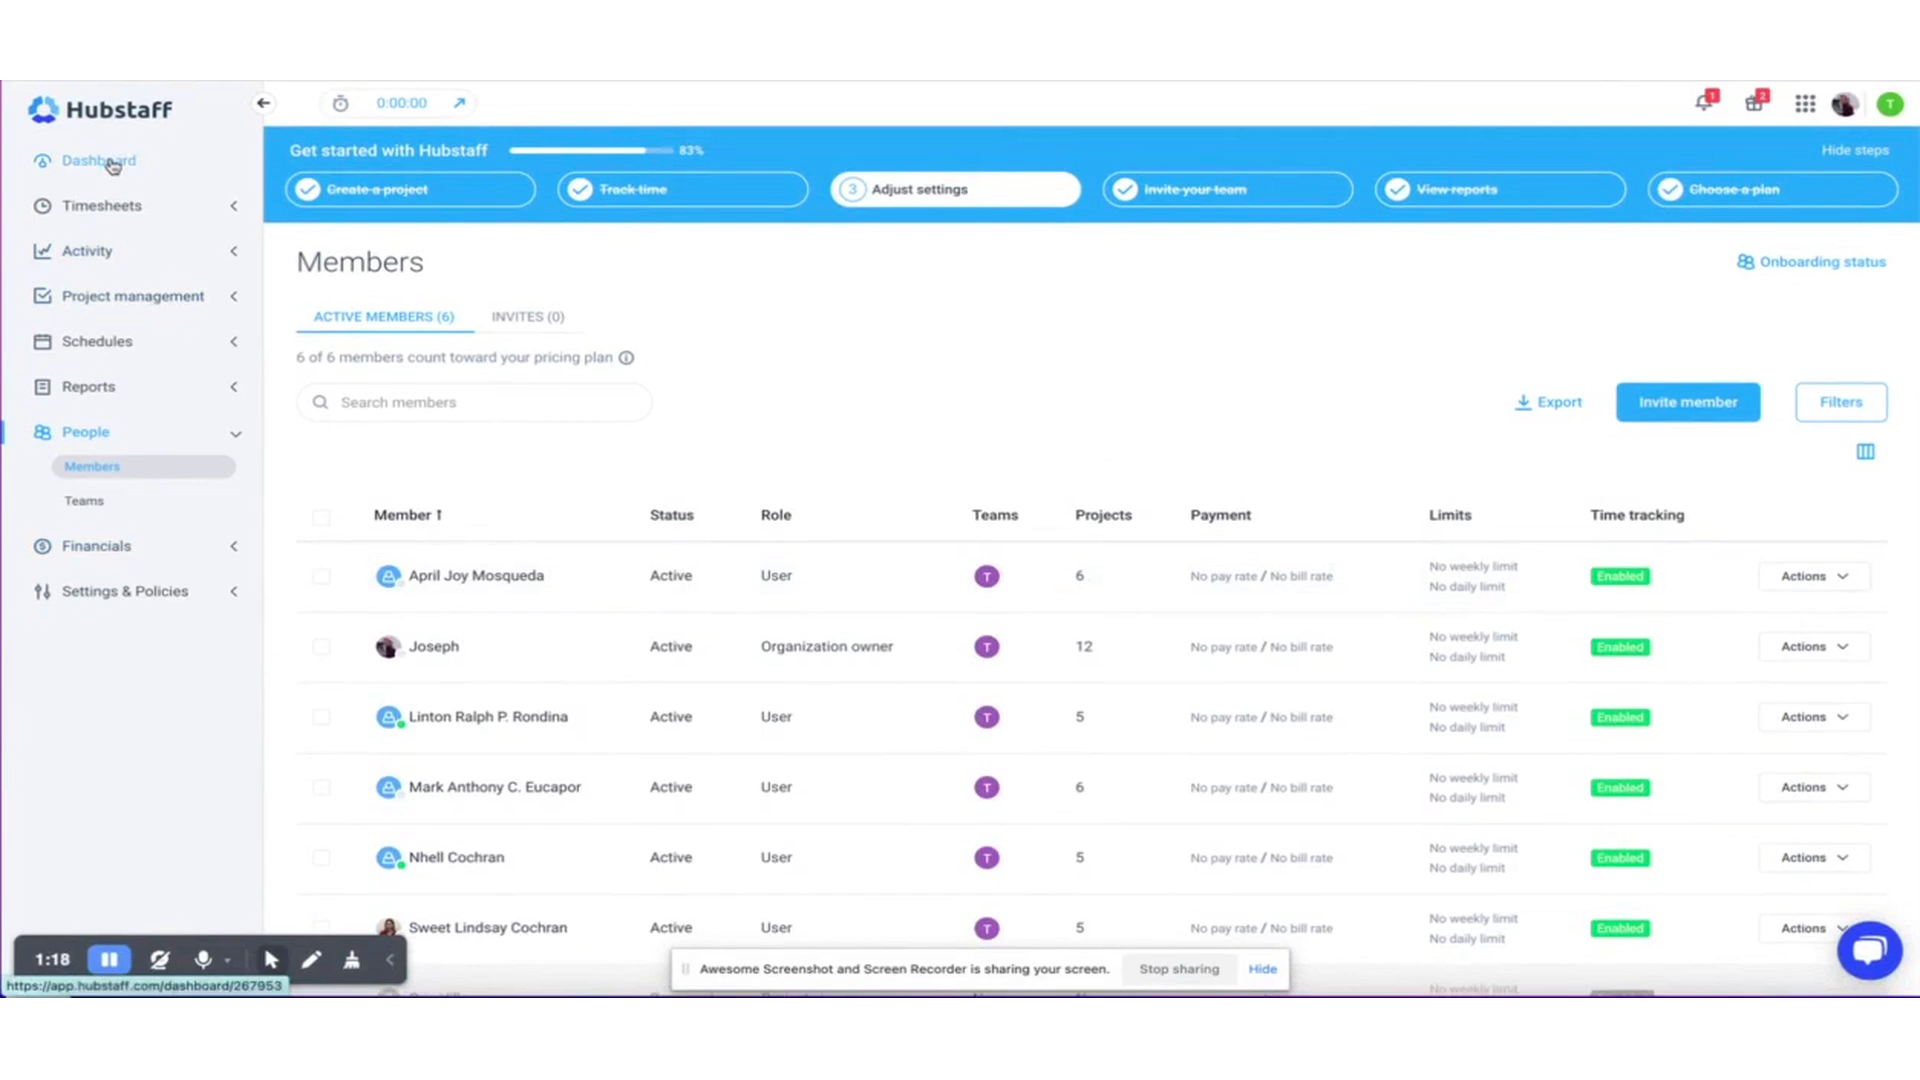 Hubstaff
0:00:00
1
2
T
Dashboard
Timesheets
Activity
Project management
Schedules
Reports
People
Members
Teams
Financials
Settings & Policies
Get started with Hubstaff 83% Hide steps
Create a project
Track time
3 Adjust settings
Invite your team
View reports
Choose a plan
Members
Onboarding status
ACTIVE MEMBERS (6) INVITES (0)
6 of 6 members count toward your pricing plan
Search members
Export
Invite member
Filters
Member ↑ Status Role Teams Projects Payment Limits Time tracking
April Joy Mosqueda Active User T 6 No pay rate / No bill rate No weekly limit Enabled Actions
No daily limit
Joseph Active Organization owner T 12 No pay rate / No bill rate No weekly limit Enabled Actions
No daily limit
Linton Ralph P. Rondina Active User T 5 No pay rate / No bill rate No weekly limit Enabled Actions
No daily limit
Mark Anthony C. Eucapor Active User T 6 No pay rate / No bill rate No weekly limit Enabled Actions
No daily limit
Nhell Cochran Active User T 5 No pay rate / No bill rate No weekly limit Enabled Actions
No daily limit
Sweet Lindsay Cochran Active User T 5 No pay rate / No bill rate No weekly limit Enabled Actions
No daily limit
No weekly limit
1:18
Awesome Screenshot and Screen Recorder is sharing your screen. Stop sharing Hide
https://app.hubstaff.com/dashboard/267953